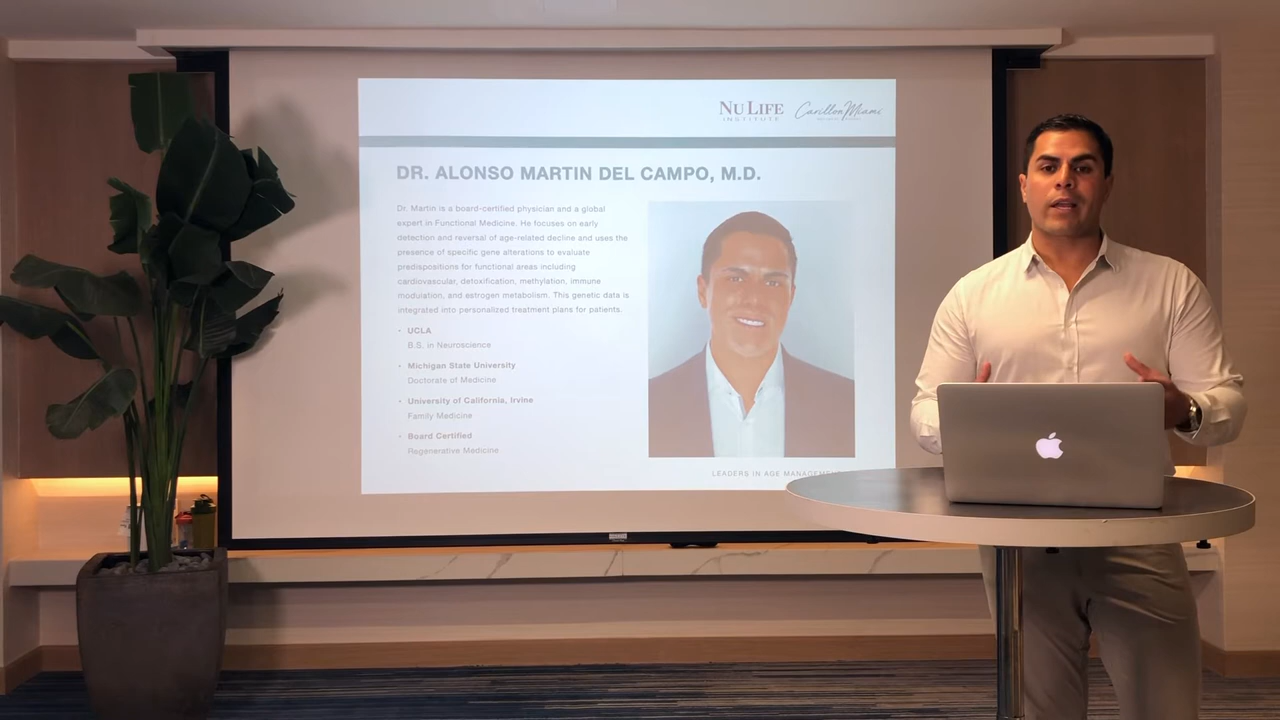 NU LIFE
INSTITUTE
Carillon Miami
DR. ALONSO MARTIN DEL CAMPO, M.D.
Dr. Martin is a board-certified physician and a global
expert in Functional Medicine. He focuses on early
detection and reversal of age-related decline and uses the
presence of specific gene alterations to evaluate
predispositions for functional areas including
cardiovascular, detoxification, methylation, immune
modulation, and estrogen metabolism. This genetic data is
integrated into personalized treatment plans for patients.
• UCLA
B.S. in Neuroscience
• Michigan State University
Doctorate of Medicine
• University of California, Irvine
Family Medicine
• Board Certified
Regenerative Medicine
LEADERS IN AGE